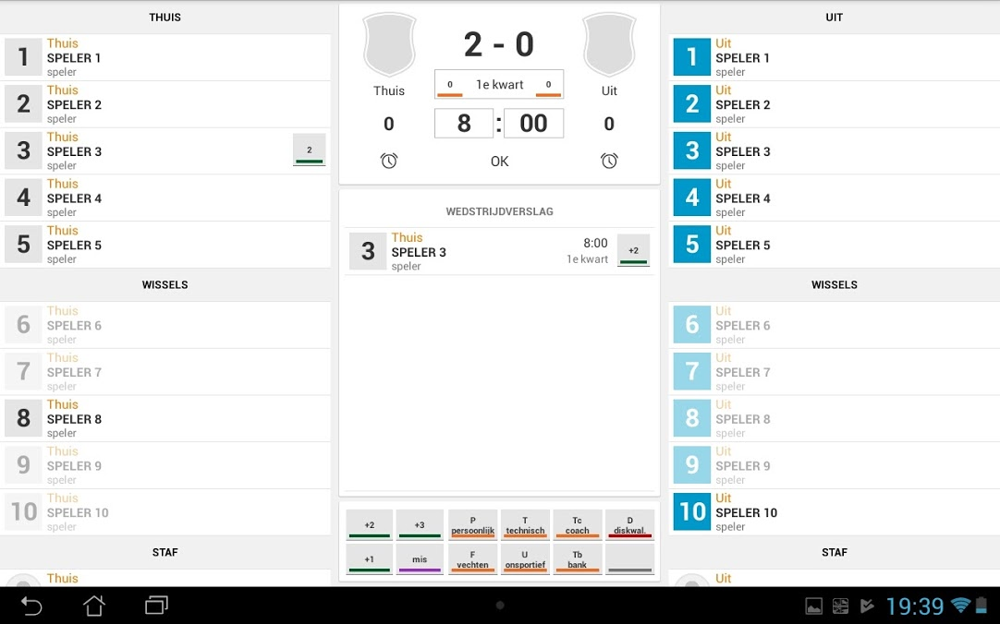 THUIS
1
Thuis
SPELER 1
speler
2
Thuis
SPELER 2
speler
3
Thuis
SPELER 3
speler
2
4
Thuis
SPELER 4
speler
5
Thuis
SPELER 5
speler
WISSELS
6
Thuis
SPELER 6
speler
7
Thuis
SPELER 7
speler
8
Thuis
SPELER 8
speler
9
Thuis
SPELER 9
speler
10
Thuis
SPELER 10
speler
STAF
Thuis
2 - 0
0 1e kwart 0
Thuis
Uit
0 8 : 00 0
OK
WEDSTRIJDVERSLAG
3
Thuis
SPELER 3
speler
8:00
1e kwart
+2
+2
+3
P
persoonlijk
T
technisch
Tc
coach
D
diskwal.
+1
mis
F
vechten
U
onsportief
Tb
bank
UIT
1
Uit
SPELER 1
speler
2
Uit
SPELER 2
speler
3
Uit
SPELER 3
speler
4
Uit
SPELER 4
speler
5
Uit
SPELER 5
speler
WISSELS
6
Uit
SPELER 6
speler
7
Uit
SPELER 7
speler
8
Uit
SPELER 8
speler
9
Uit
SPELER 9
speler
10
Uit
SPELER 10
speler
STAF
Uit
19:39